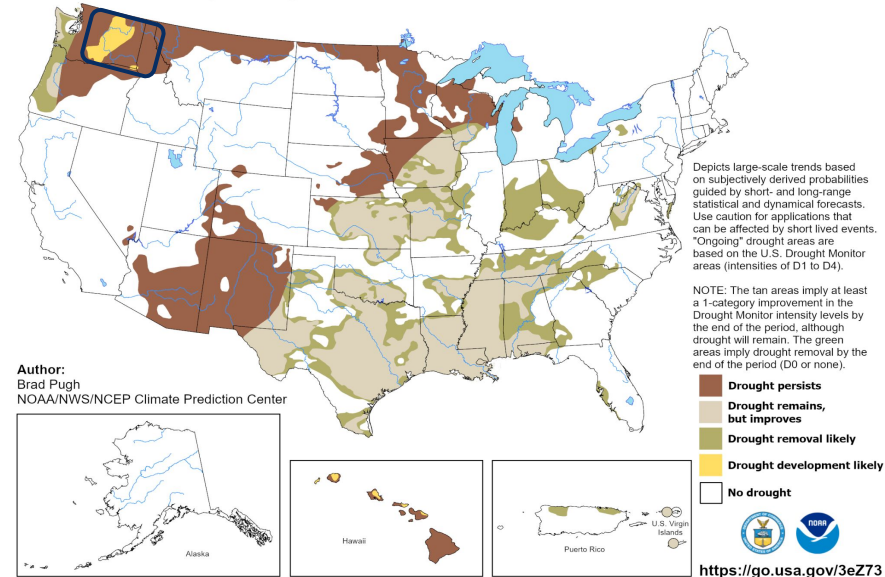 Depicts large-scale trends based
on subjectively derived probabilities
guided by short- and long-range
statistical and dynamical forecasts.
Use caution for applications that
can be affected by short lived events.
"Ongoing" drought areas are
based on the U.S. Drought Monitor
areas (intensities of D1 to D4).
NOTE: The tan areas imply at least
a 1-category improvement in the
Drought Monitor intensity levels by
the end of the period, although
drought will remain. The green
areas imply drought removal by the
end of the period (D0 or none).
Author:
Brad Pugh
NOAA/NWS/NCEP Climate Prediction Center
Drought persists
Drought remains,
but improves
Drought removal likely
Drought development likely
No drought
Alaska
Hawaii
Puerto Rico
U.S. Virgin
Islands
NOAA
https://go.usa.gov/3eZ73